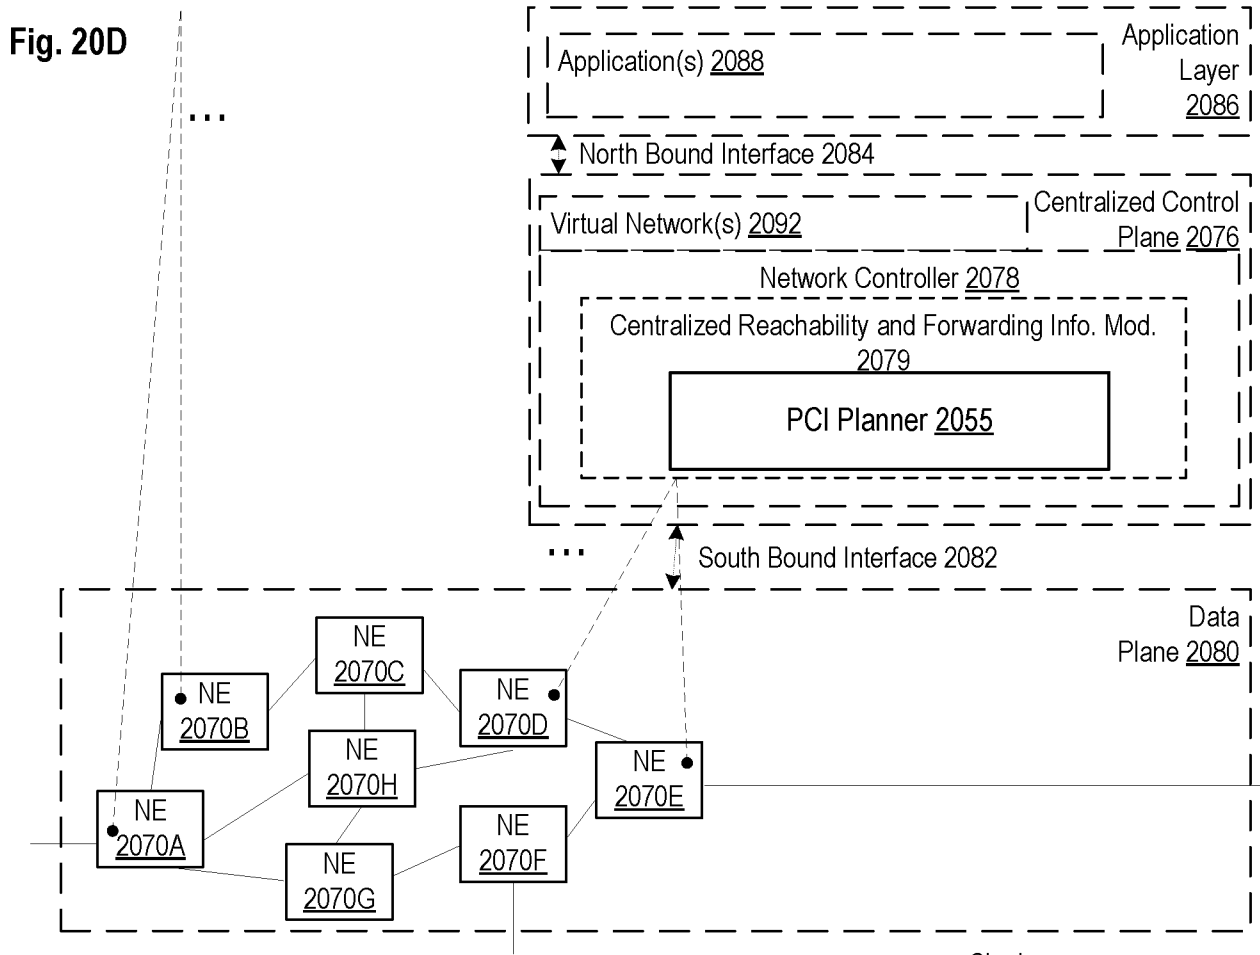 Fig. 20D
Application
Layer
2086
Application(s) 2088
...
North Bound Interface 2084
Centralized Control
Plane 2076
Virtual Network(s) 2092
Network Controller 2078
Centralized Reachability and Forwarding Info. Mod.
2079
PCI Planner 2055
...
South Bound Interface 2082
Data
Plane 2080
NE
2070C
NE
2070B
NE
2070D
NE
2070H
NE
2070E
NE
2070A
NE
2070F
NE
2070G